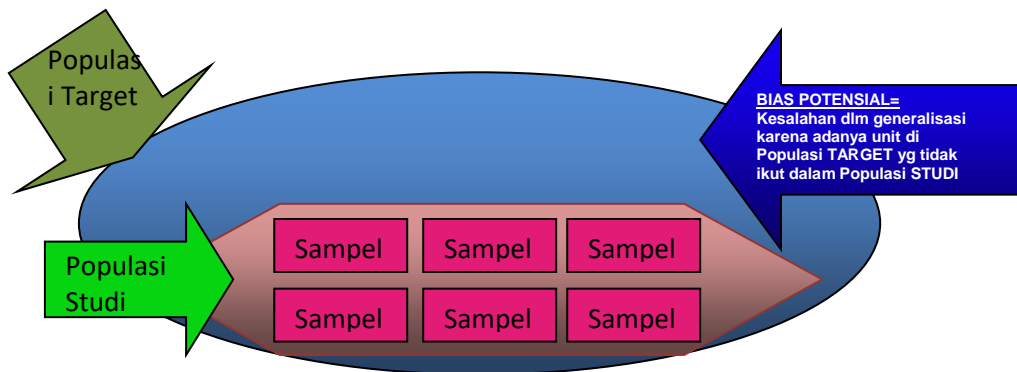 Populas
i Target
BIAS POTENSIAL=
Kesalahan dlm generalisasi
karena adanya unit di
Populasi TARGET yg tidak
ikut dalam Populasi STUDI
Populasi
Studi
Sampel Sampel Sampel
Sampel Sampel Sampel